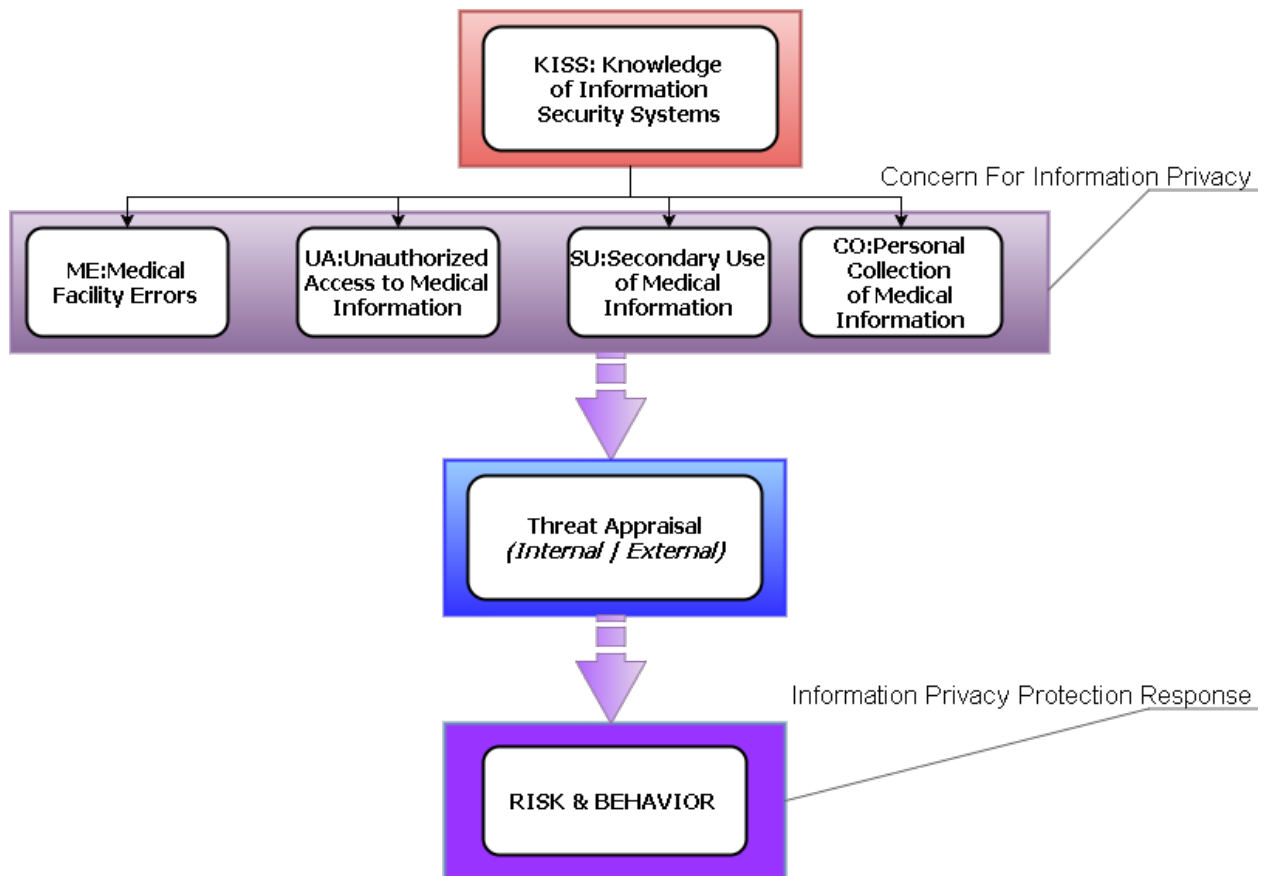 KISS: Knowledge
of Information
Security Systems
Concern For Information Privacy
ME:Medical
Facility Errors
UA:Unauthorized
Access to Medical
Information
SU:Secondary Use
of Medical
Information
CO:Personal
Collection
of Medical
Information
Threat Appraisal
(Internal / External)
Information Privacy Protection Response
RISK & BEHAVIOR